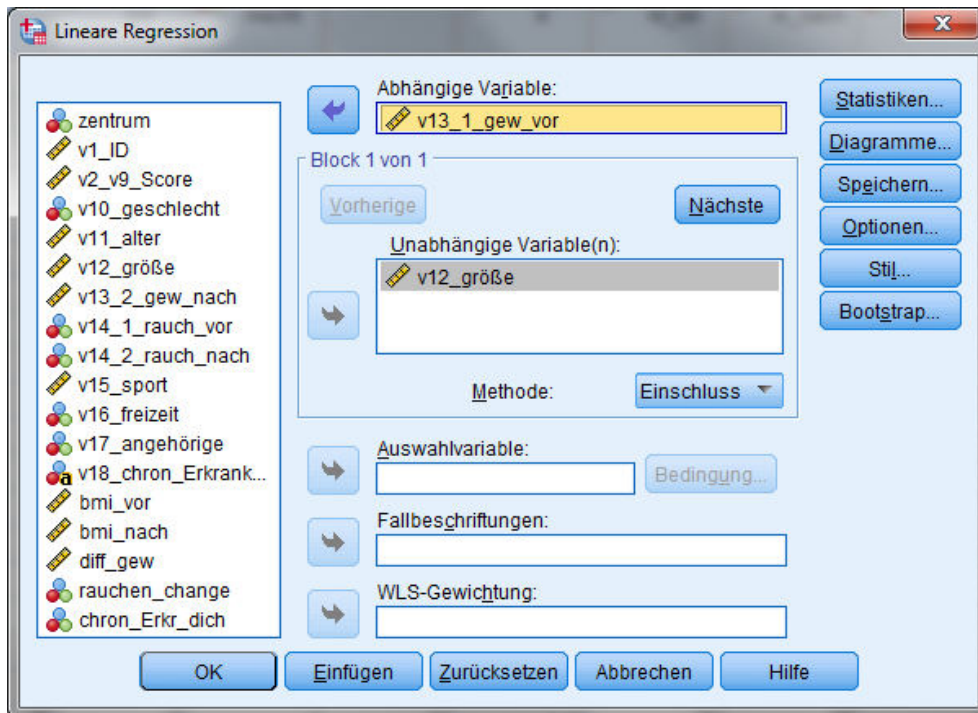 Lineare Regression
zentrum
v1_ID
v2_v9_Score
v10_geschlecht
v11_alter
v12_größe
v13_2_gew_nach
v14_1_rauch_vor
v14_2_rauch_nach
v15_sport
v16_freizeit
v17_angehörige
a v18_chron_Erkrank...
bmi_vor
bmi_nach
diff_gew
rauchen_change
chron_Erkr_dich
Abhängige Variable:
v13_1_gew_vor
Block 1 von 1
Vorherige
Nächste
Unabhängige Variable(n):
v12_größe
Methode:
Einschluss
Auswahlvariable:
Bedingung...
Fallbeschriftungen:
WLS-Gewichtung:
Statistiken...
Diagramme...
Speichern...
Optionen...
Stil...
Bootstrap...
OK
Einfügen
Zurücksetzen
Abbrechen
Hilfe